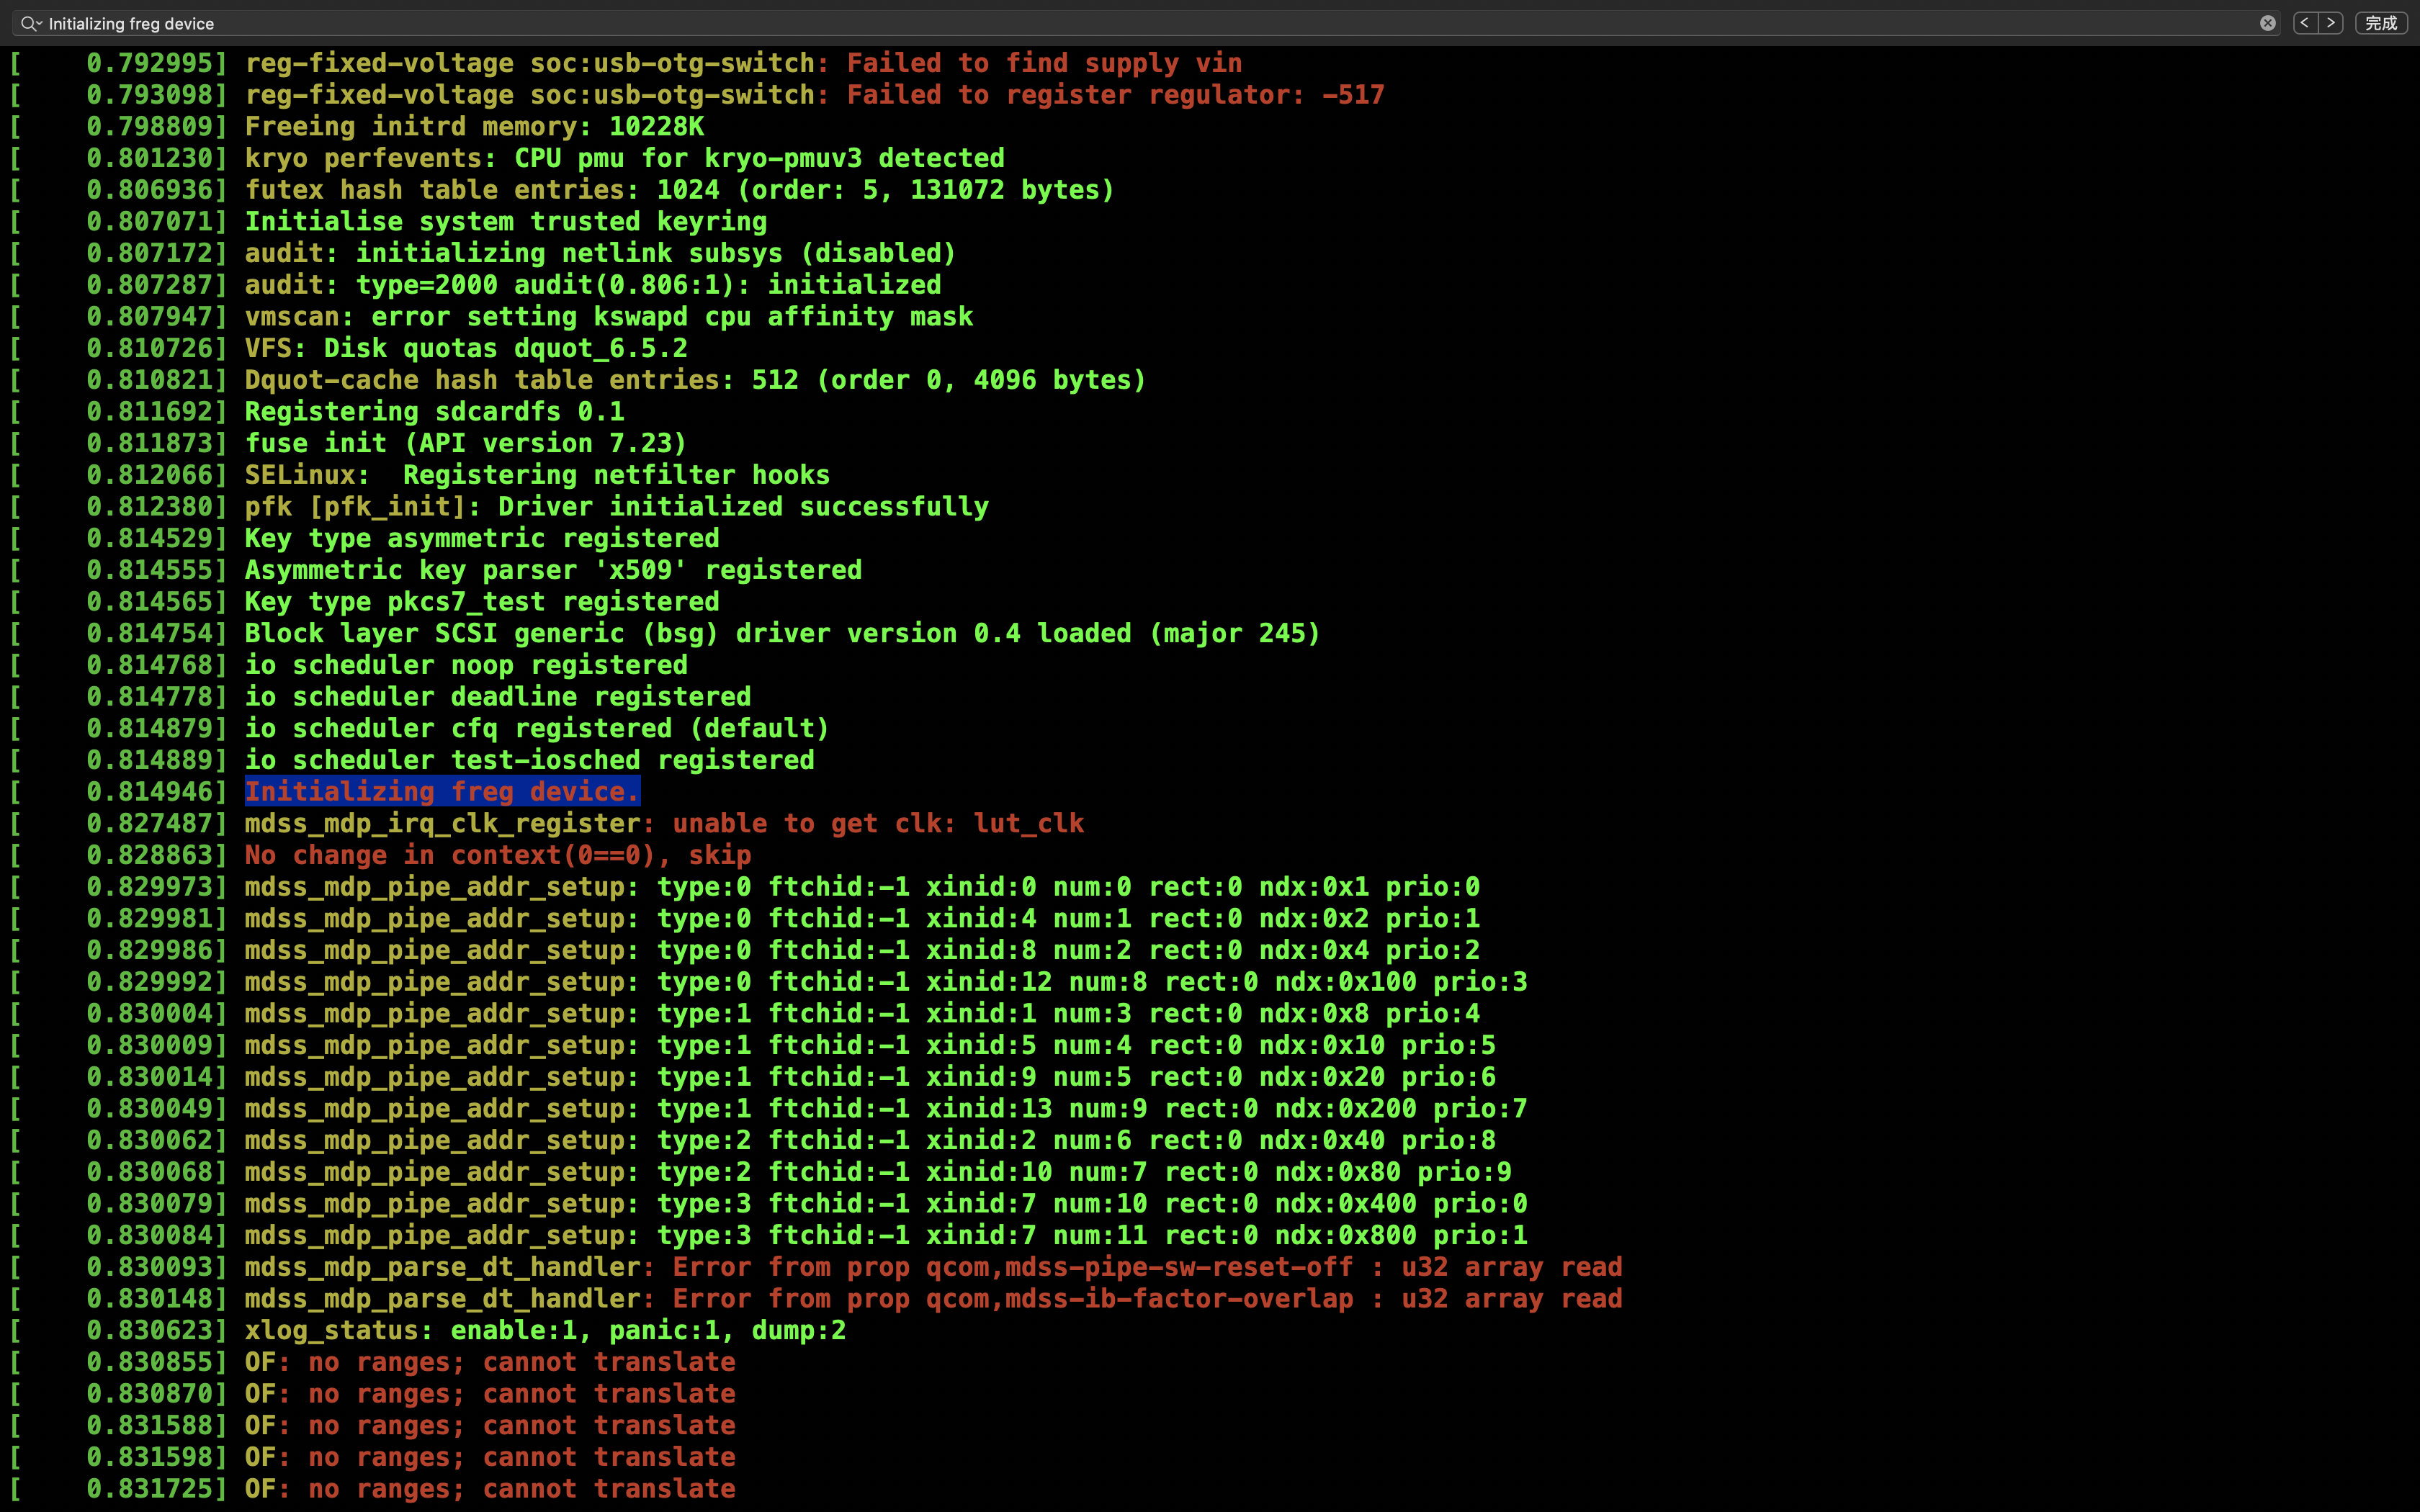 Initializing freg device
< > 完成
[    0.792995] reg-fixed-voltage soc:usb-otg-switch: Failed to find supply vin
[    0.793098] reg-fixed-voltage soc:usb-otg-switch: Failed to register regulator: -517
[    0.798809] Freeing initrd memory: 10228K
[    0.801230] kryo perfevents: CPU pmu for kryo-pmuv3 detected
[    0.806936] futex hash table entries: 1024 (order: 5, 131072 bytes)
[    0.807071] Initialise system trusted keyring
[    0.807172] audit: initializing netlink subsys (disabled)
[    0.807287] audit: type=2000 audit(0.806:1): initialized
[    0.807947] vmscan: error setting kswapd cpu affinity mask
[    0.810726] VFS: Disk quotas dquot_6.5.2
[    0.810821] Dquot-cache hash table entries: 512 (order 0, 4096 bytes)
[    0.811692] Registering sdcardfs 0.1
[    0.811873] fuse init (API version 7.23)
[    0.812066] SELinux:  Registering netfilter hooks
[    0.812380] pfk [pfk_init]: Driver initialized successfully
[    0.814529] Key type asymmetric registered
[    0.814555] Asymmetric key parser 'x509' registered
[    0.814565] Key type pkcs7_test registered
[    0.814754] Block layer SCSI generic (bsg) driver version 0.4 loaded (major 245)
[    0.814768] io scheduler noop registered
[    0.814778] io scheduler deadline registered
[    0.814879] io scheduler cfq registered (default)
[    0.814889] io scheduler test-iosched registered
[    0.814946] Initializing freg device.
[    0.827487] mdss_mdp_irq_clk_register: unable to get clk: lut_clk
[    0.828863] No change in context(0==0), skip
[    0.829973] mdss_mdp_pipe_addr_setup: type:0 ftchid:-1 xinid:0 num:0 rect:0 ndx:0x1 prio:0
[    0.829981] mdss_mdp_pipe_addr_setup: type:0 ftchid:-1 xinid:4 num:1 rect:0 ndx:0x2 prio:1
[    0.829986] mdss_mdp_pipe_addr_setup: type:0 ftchid:-1 xinid:8 num:2 rect:0 ndx:0x4 prio:2
[    0.829992] mdss_mdp_pipe_addr_setup: type:0 ftchid:-1 xinid:12 num:8 rect:0 ndx:0x100 prio:3
[    0.830004] mdss_mdp_pipe_addr_setup: type:1 ftchid:-1 xinid:1 num:3 rect:0 ndx:0x8 prio:4
[    0.830009] mdss_mdp_pipe_addr_setup: type:1 ftchid:-1 xinid:5 num:4 rect:0 ndx:0x10 prio:5
[    0.830014] mdss_mdp_pipe_addr_setup: type:1 ftchid:-1 xinid:9 num:5 rect:0 ndx:0x20 prio:6
[    0.830049] mdss_mdp_pipe_addr_setup: type:1 ftchid:-1 xinid:13 num:9 rect:0 ndx:0x200 prio:7
[    0.830062] mdss_mdp_pipe_addr_setup: type:2 ftchid:-1 xinid:2 num:6 rect:0 ndx:0x40 prio:8
[    0.830068] mdss_mdp_pipe_addr_setup: type:2 ftchid:-1 xinid:10 num:7 rect:0 ndx:0x80 prio:9
[    0.830079] mdss_mdp_pipe_addr_setup: type:3 ftchid:-1 xinid:7 num:10 rect:0 ndx:0x400 prio:0
[    0.830084] mdss_mdp_pipe_addr_setup: type:3 ftchid:-1 xinid:7 num:11 rect:0 ndx:0x800 prio:1
[    0.830093] mdss_mdp_parse_dt_handler: Error from prop qcom,mdss-pipe-sw-reset-off : u32 array read
[    0.830148] mdss_mdp_parse_dt_handler: Error from prop qcom,mdss-ib-factor-overlap : u32 array read
[    0.830623] xlog_status: enable:1, panic:1, dump:2
[    0.830855] OF: no ranges; cannot translate
[    0.830870] OF: no ranges; cannot translate
[    0.831588] OF: no ranges; cannot translate
[    0.831598] OF: no ranges; cannot translate
[    0.831725] OF: no ranges; cannot translate